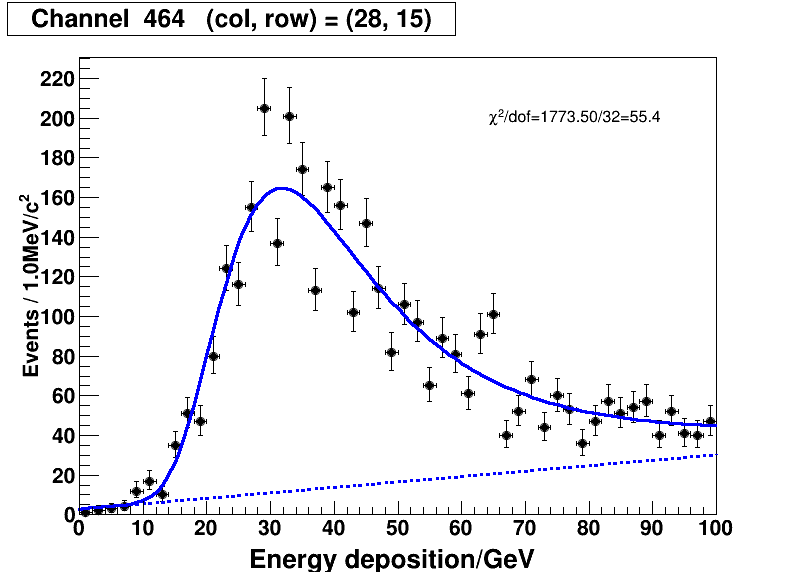 Channel  464   (col, row) = (28, 15)
χ²/dof=1773.50/32=55.4
Events / 1.0MeV/c²
220
200
180
160
140
120
100
80
60
40
20
0
0 10 20 30 40 50 60 70 80 90 100
Energy deposition/GeV